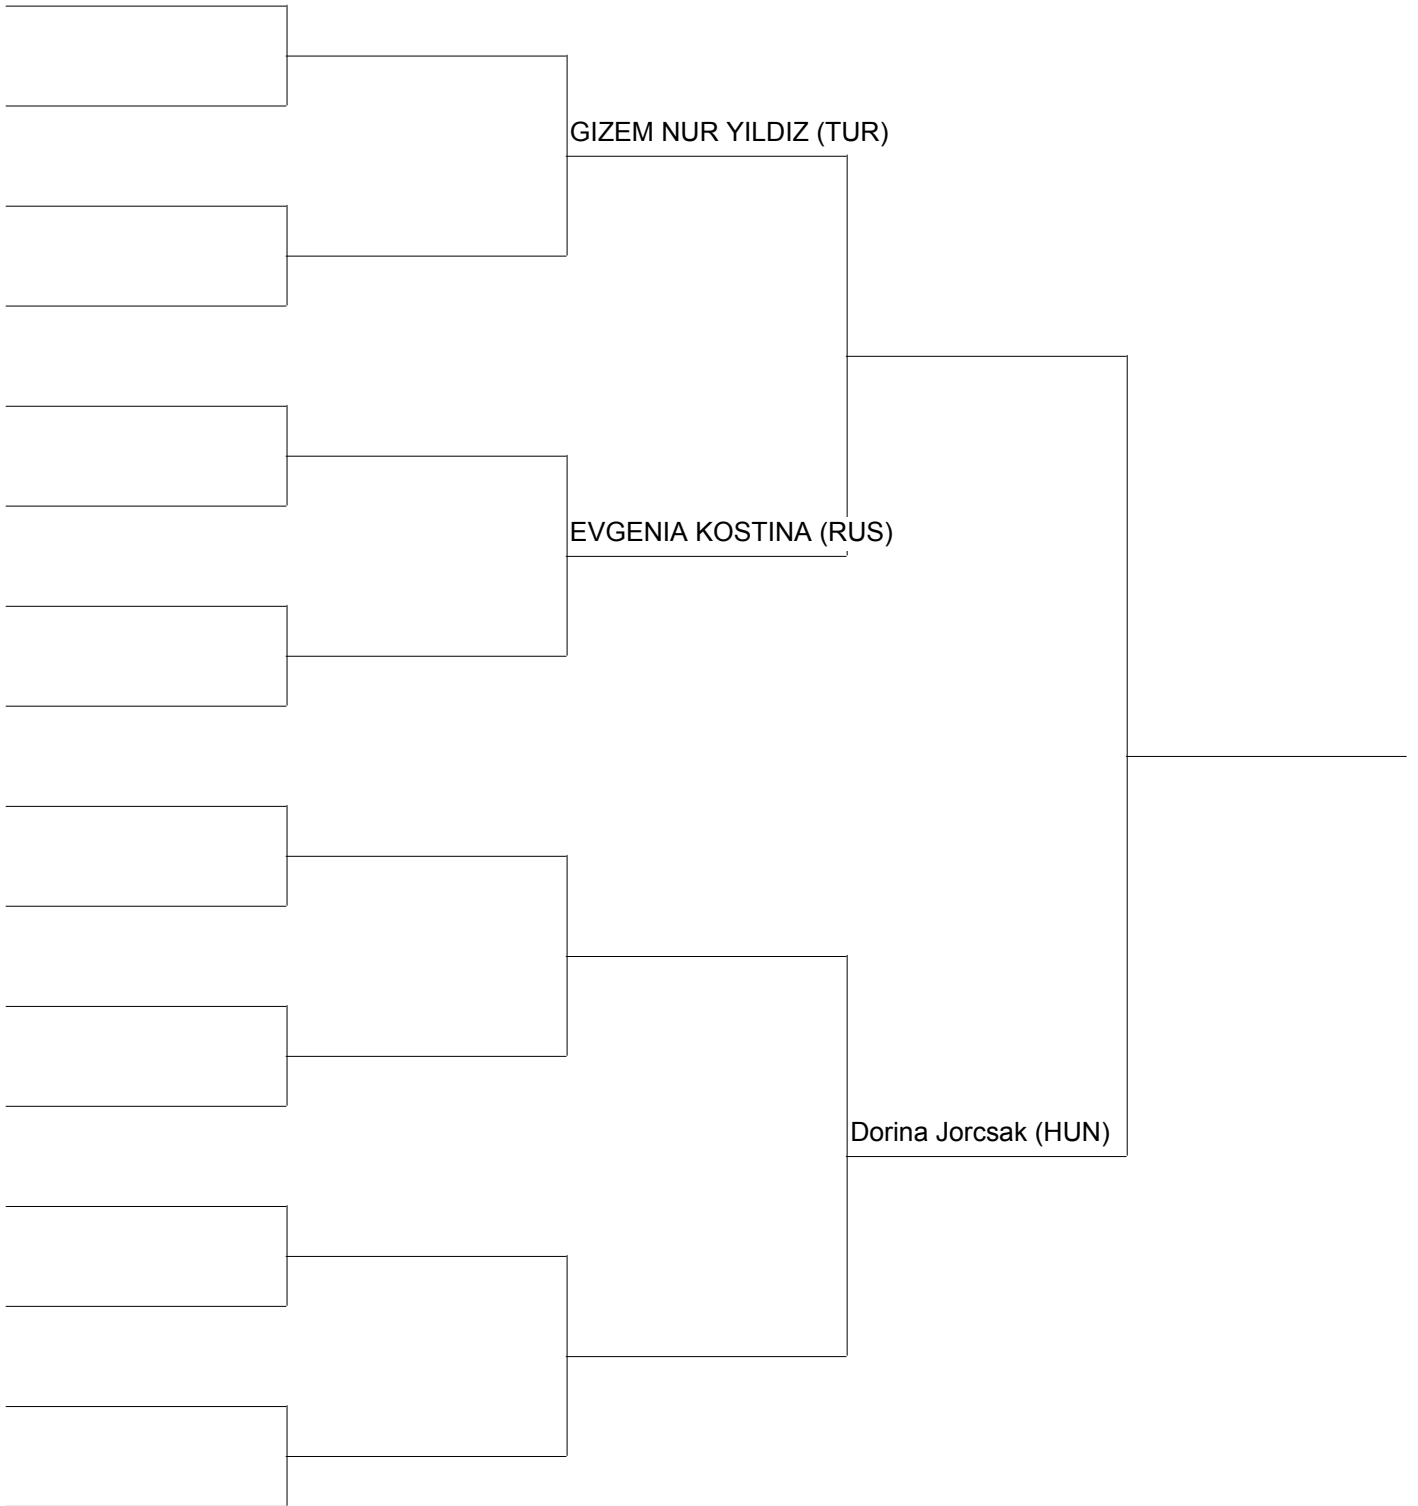 GIZEM NUR YILDIZ (TUR)
EVGENIA KOSTINA (RUS)
Dorina Jorcsak (HUN)